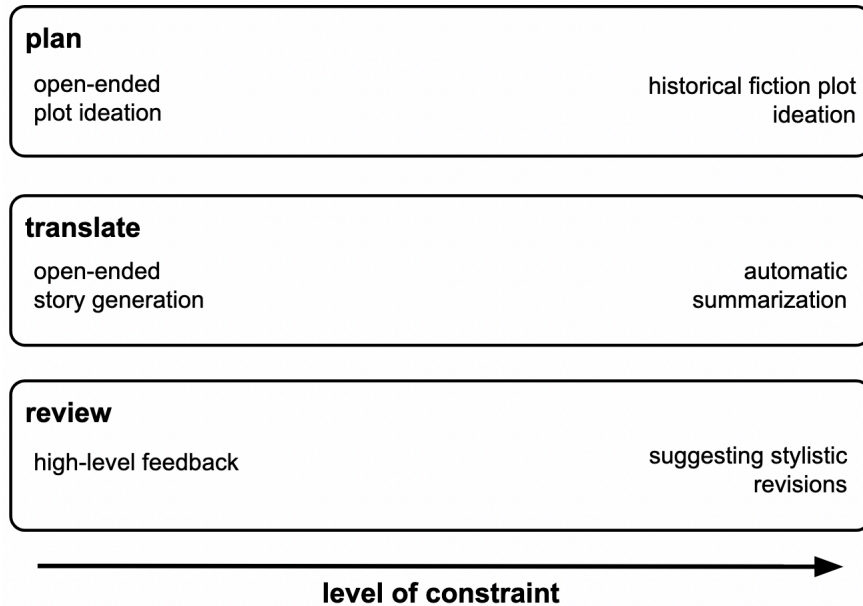 plan
open-ended
plot ideation
historical fiction plot
ideation
translate
open-ended
story generation
automatic
summarization
review
high-level feedback
suggesting stylistic
revisions
level of constraint